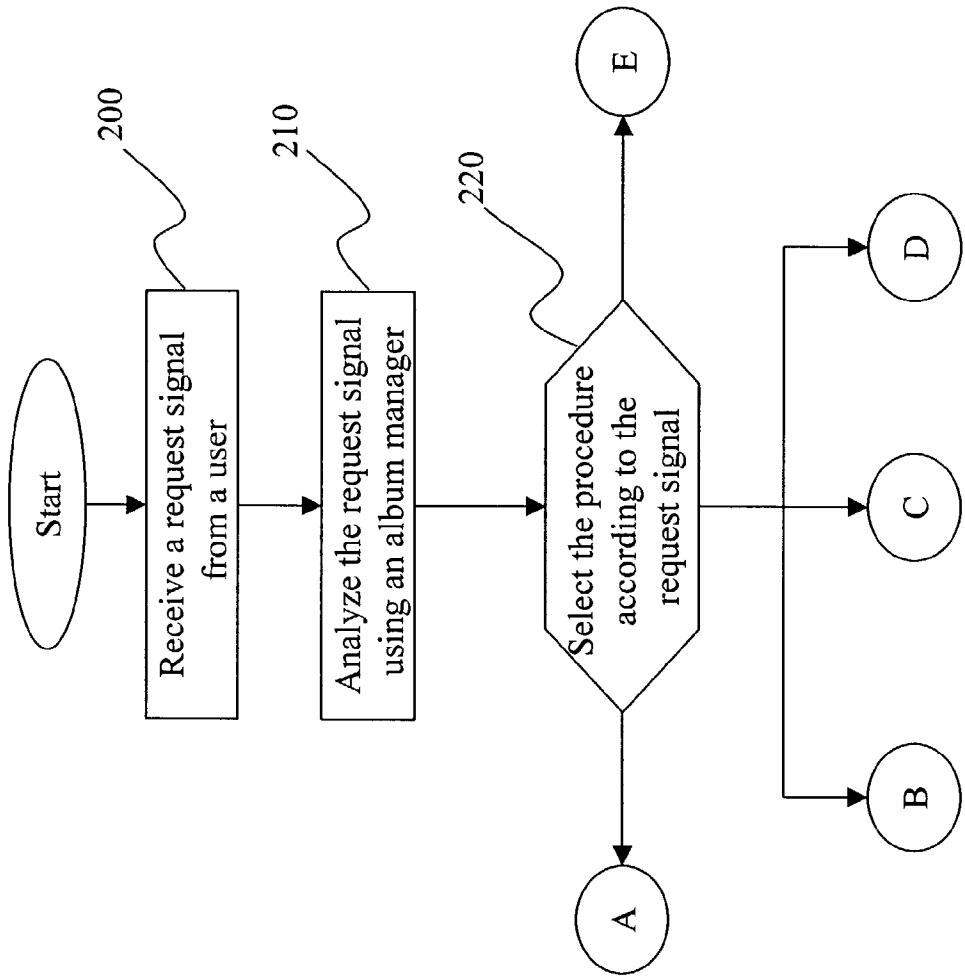 Start
200
Receive a request signal
from a user
210
Analyze the request signal
using an album manager
220
Select the procedure
according to the
request signal
A
E
B
C
D